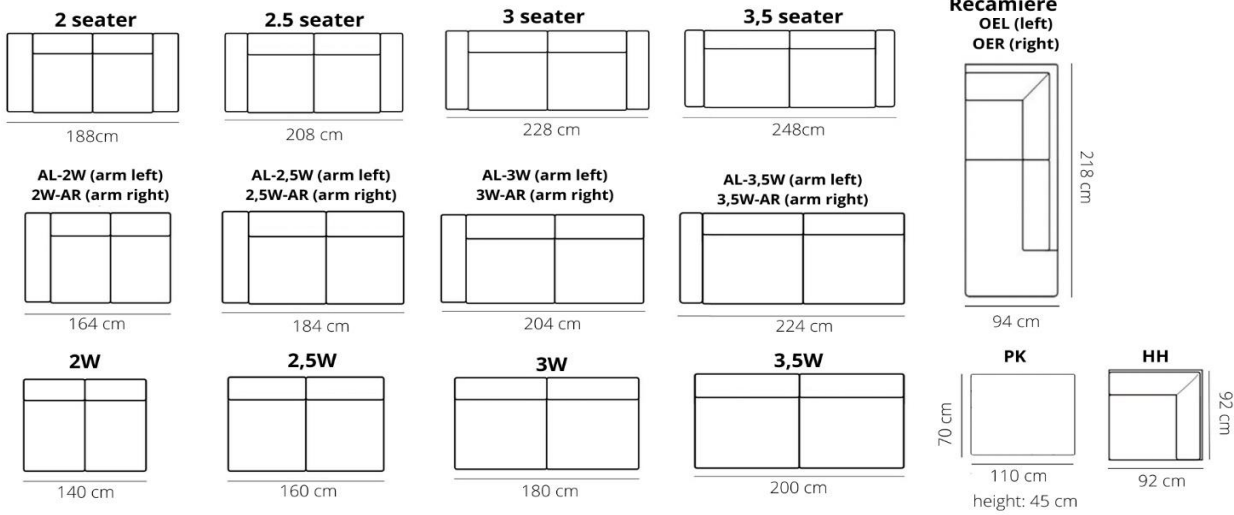 2 seater
188cm
2.5 seater
208 cm
3 seater
228 cm
3,5 seater
248cm
Récamiere
OEL (left)
OER (right)
218 cm
94 cm
AL-2W (arm left)
2W-AR (arm right)
164 cm
AL-2,5W (arm left)
2,5W-AR (arm right)
184 cm
AL-3W (arm left)
3W-AR (arm right)
204 cm
AL-3,5W (arm left)
3,5W-AR (arm right)
224 cm
2W
140 cm
2,5W
160 cm
3W
180 cm
3,5W
200 cm
PK
70 cm
110 cm
height: 45 cm
HH
92 cm
92 cm